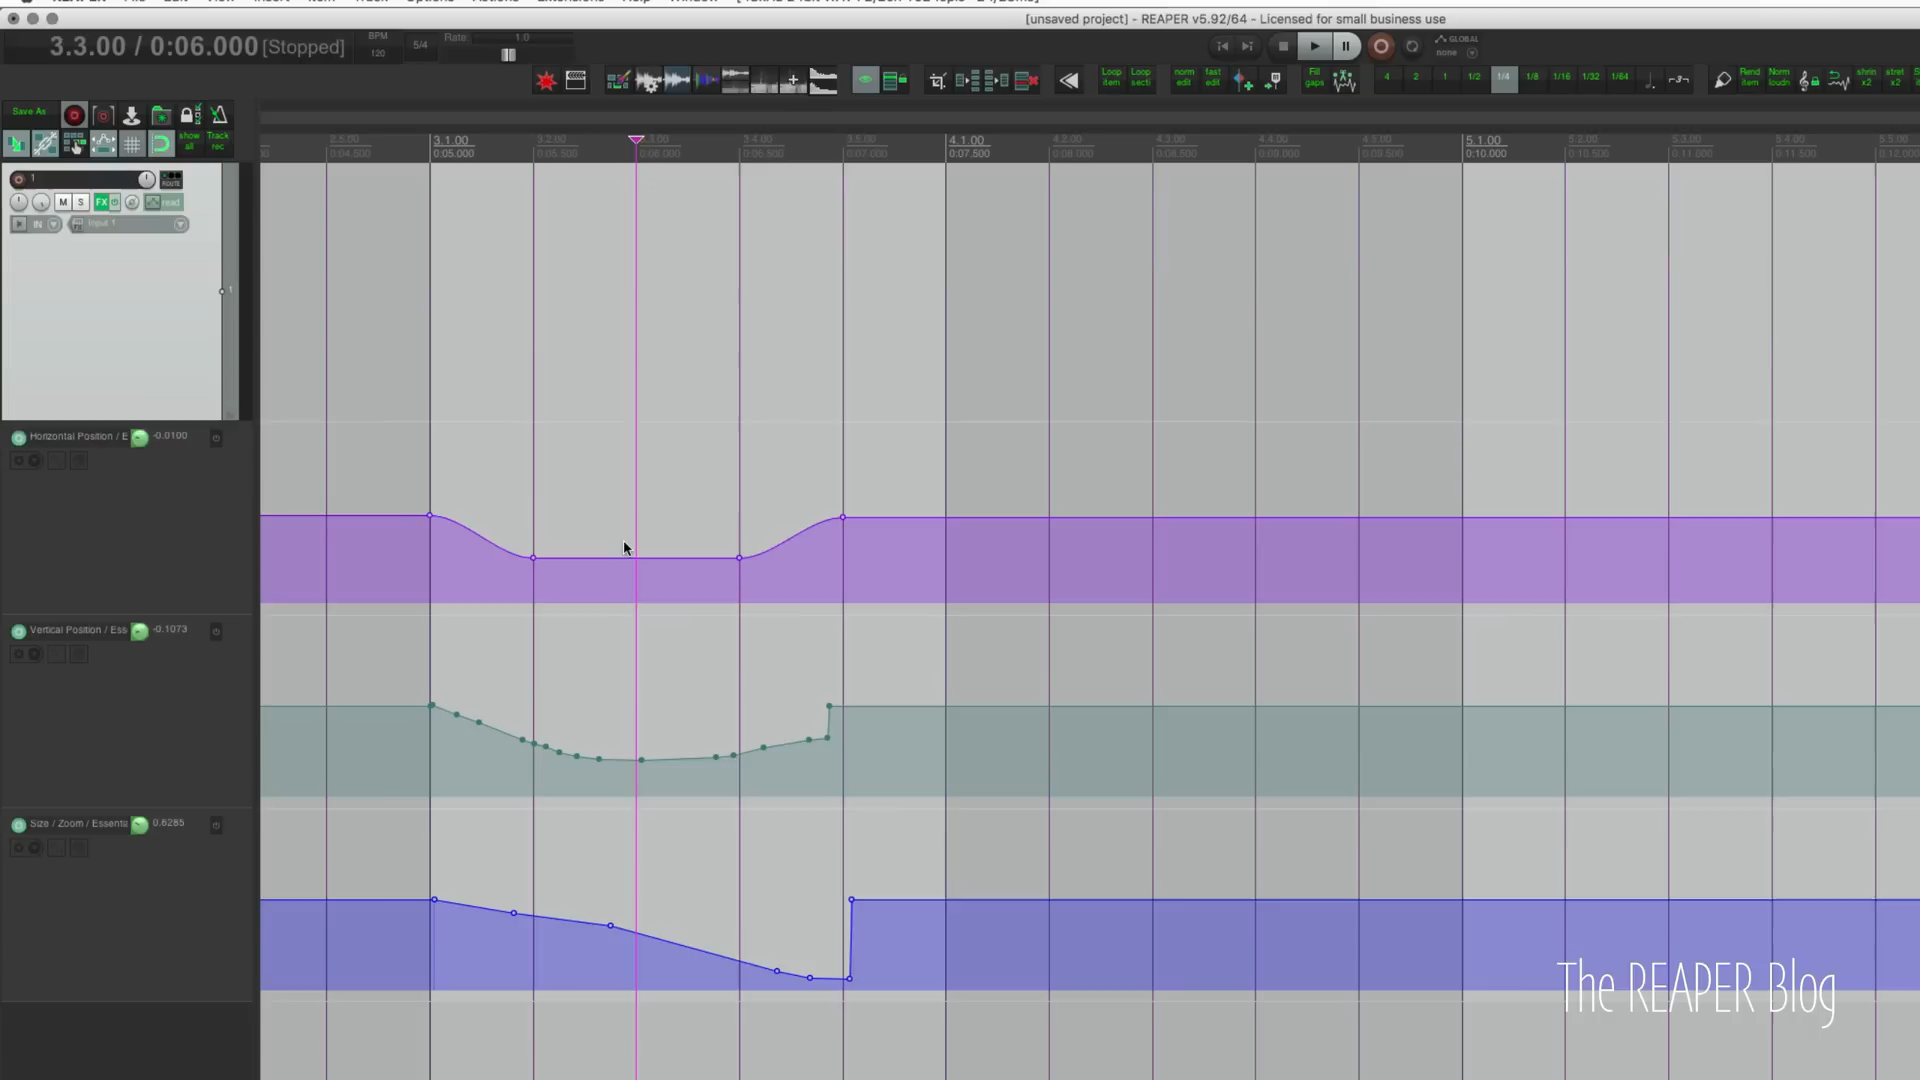 [unsaved project] - REAPER v5.92/64 - Licensed for small business use
3.3.00 / 0:06.000 [Stopped]
BPM
120
5/4
Rate:
1.0
GLOBAL
none
Loop item
Loop secti
norm edit
fast edit
Fill gaps
4 2 1 1/2 1/4 1/8 1/16 1/32 1/64
3
Rend item
Norm loudn
shrin x2
stret x2
Save As
show all
Track rec
2.5.00 3.1.00 3.2.00 3.3.00 3.4.00 3.5.00 4.1.00 4.2.00 4.3.00 4.4.00 4.5.00 5.1.00 5.2.00 5.3.00 5.4.00 5.5.00
0:04.500 0:05.000 0:05.500 0:06.000 0:06.500 0:07.000 0:07.500 0:08.000 0:08.500 0:09.000 0:09.500 0:10.000 0:10.500 0:11.000 0:11.500 0:12.000
1
ROUTE
M S FX read
IN Input 1
1
Horizontal Position / E -0.0100
Vertical Position / Ess -0.1073
Size / Zoom / Essenta 0.8285
The REAPER Blog